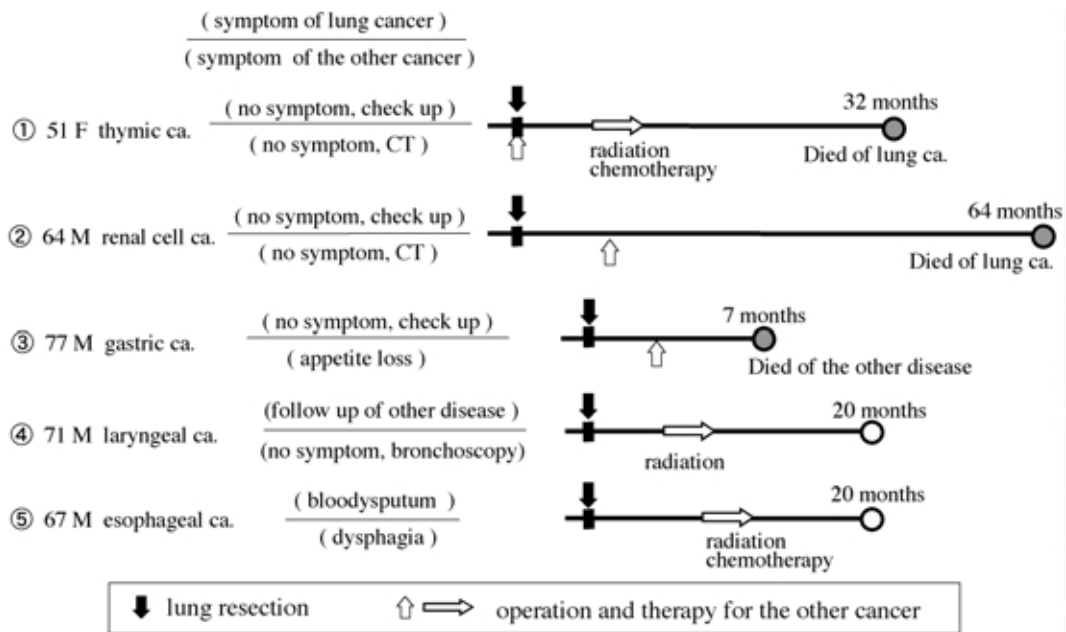 ( symptom of lung cancer )
( symptom of the other cancer )
① 51 F thymic ca.
( no symptom, check up )
( no symptom, CT )
radiation
chemotherapy
32 months
Died of lung ca.
② 64 M renal cell ca.
( no symptom, check up )
( no symptom, CT )
64 months
Died of lung ca.
③ 77 M gastric ca.
( no symptom, check up )
( appetite loss )
7 months
Died of the other disease
④ 71 M laryngeal ca.
(follow up of other disease )
(no symptom, bronchoscopy)
radiation
20 months
⑤ 67 M esophageal ca.
( bloodysputum )
( dysphagia )
radiation
chemotherapy
20 months
lung resection
operation and therapy for the other cancer